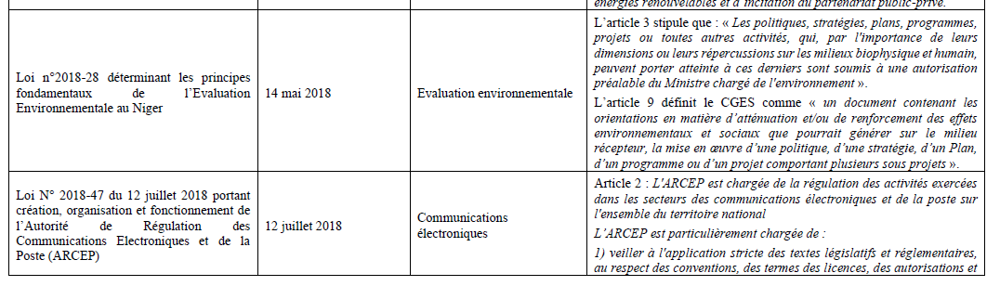 énergies renouvelables et à l'incitation au partenariat public-privé.
Loi n°2018-28 déterminant les principes
fondamentaux de l'Evaluation
Environnementale au Niger
14 mai 2018
Evaluation environnementale
L'article 3 stipule que : « Les politiques, stratégies, plans, programmes,
projets ou toutes autres activités, qui, par l'importance de leurs
dimensions ou leurs répercussions sur les milieux biophysique et humain,
peuvent porter atteinte à ces derniers sont soumis à une autorisation
préalable du Ministre chargé de l'environnement ».
L'article 9 définit le CGES comme « un document contenant les
orientations en matière d'atténuation et/ou de renforcement des effets
environnementaux et sociaux que pourrait générer sur le milieu
récepteur, la mise en œuvre d'une politique, d'une stratégie, d'un Plan,
d'un programme ou d'un projet comportant plusieurs sous projets ».
Loi N° 2018-47 du 12 juillet 2018 portant
création, organisation et fonctionnement de
l'Autorité de Régulation des
Communications Electroniques et de la
Poste (ARCEP)
12 juillet 2018
Communications
électroniques
Article 2 : L'ARCEP est chargée de la régulation des activités exercées
dans les secteurs des communications électroniques et de la poste sur
l'ensemble du territoire national
L'ARCEP est particulièrement chargée de :
1) veiller à l'application stricte des textes législatifs et réglementaires,
au respect des conventions, des termes des licences, des autorisations et